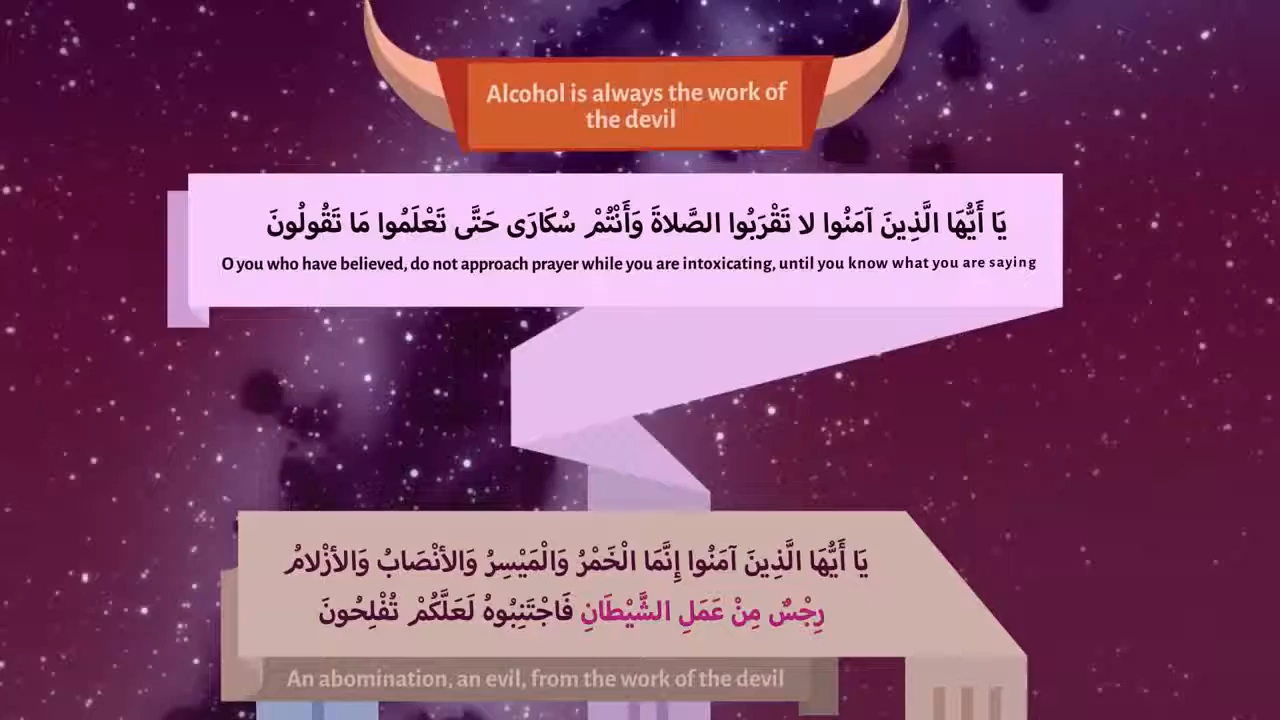 Alcohol is always the work of
the devil
يَا أَيُّهَا الَّذِينَ آمَنُوا لا تَقْرَبُوا الصَّلاةَ وَأَنْتُمْ سُكَارَى حَتَّى تَعْلَمُوا مَا تَقُولُونَ
O you who have believed, do not approach prayer while you are intoxicating, until you know what you are saying
يَا أَيُّهَا الَّذِينَ آمَنُوا إِنَّمَا الْخَمْرُ وَالْمَيْسِرُ وَالأنْصَابُ وَالأزْلامُ
رِجْسٌ مِنْ عَمَلِ الشَّيْطَانِ فَاجْتَنِبُوهُ لَعَلَّكُمْ تُفْلِحُونَ
An abomination, an evil, from the work of the devil